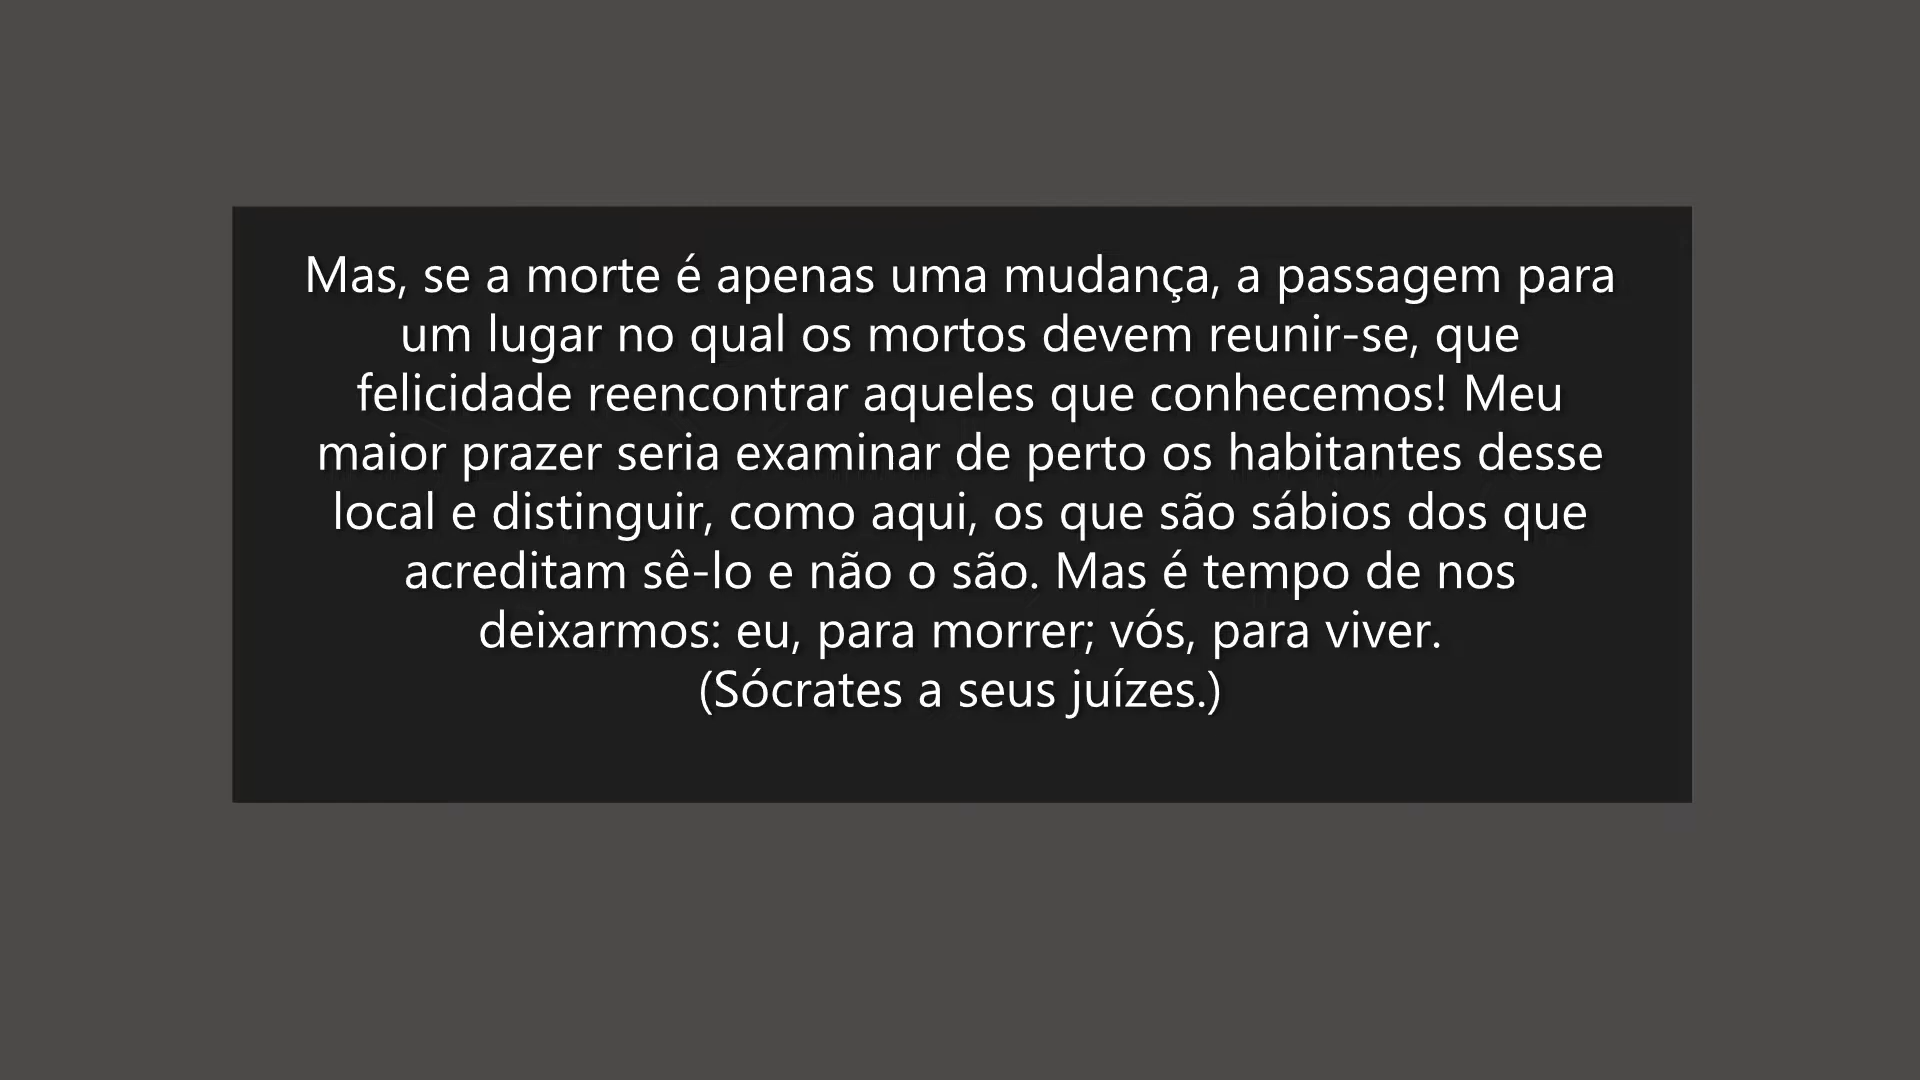 Mas, se a morte é apenas uma mudança, a passagem para
um lugar no qual os mortos devem reunir-se, que
felicidade reencontrar aqueles que conhecemos! Meu
maior prazer seria examinar de perto os habitantes desse
local e distinguir, como aqui, os que são sábios dos que
acreditam sê-lo e não o são. Mas é tempo de nos
deixarmos: eu, para morrer; vós, para viver.
(Sócrates a seus juízes.)